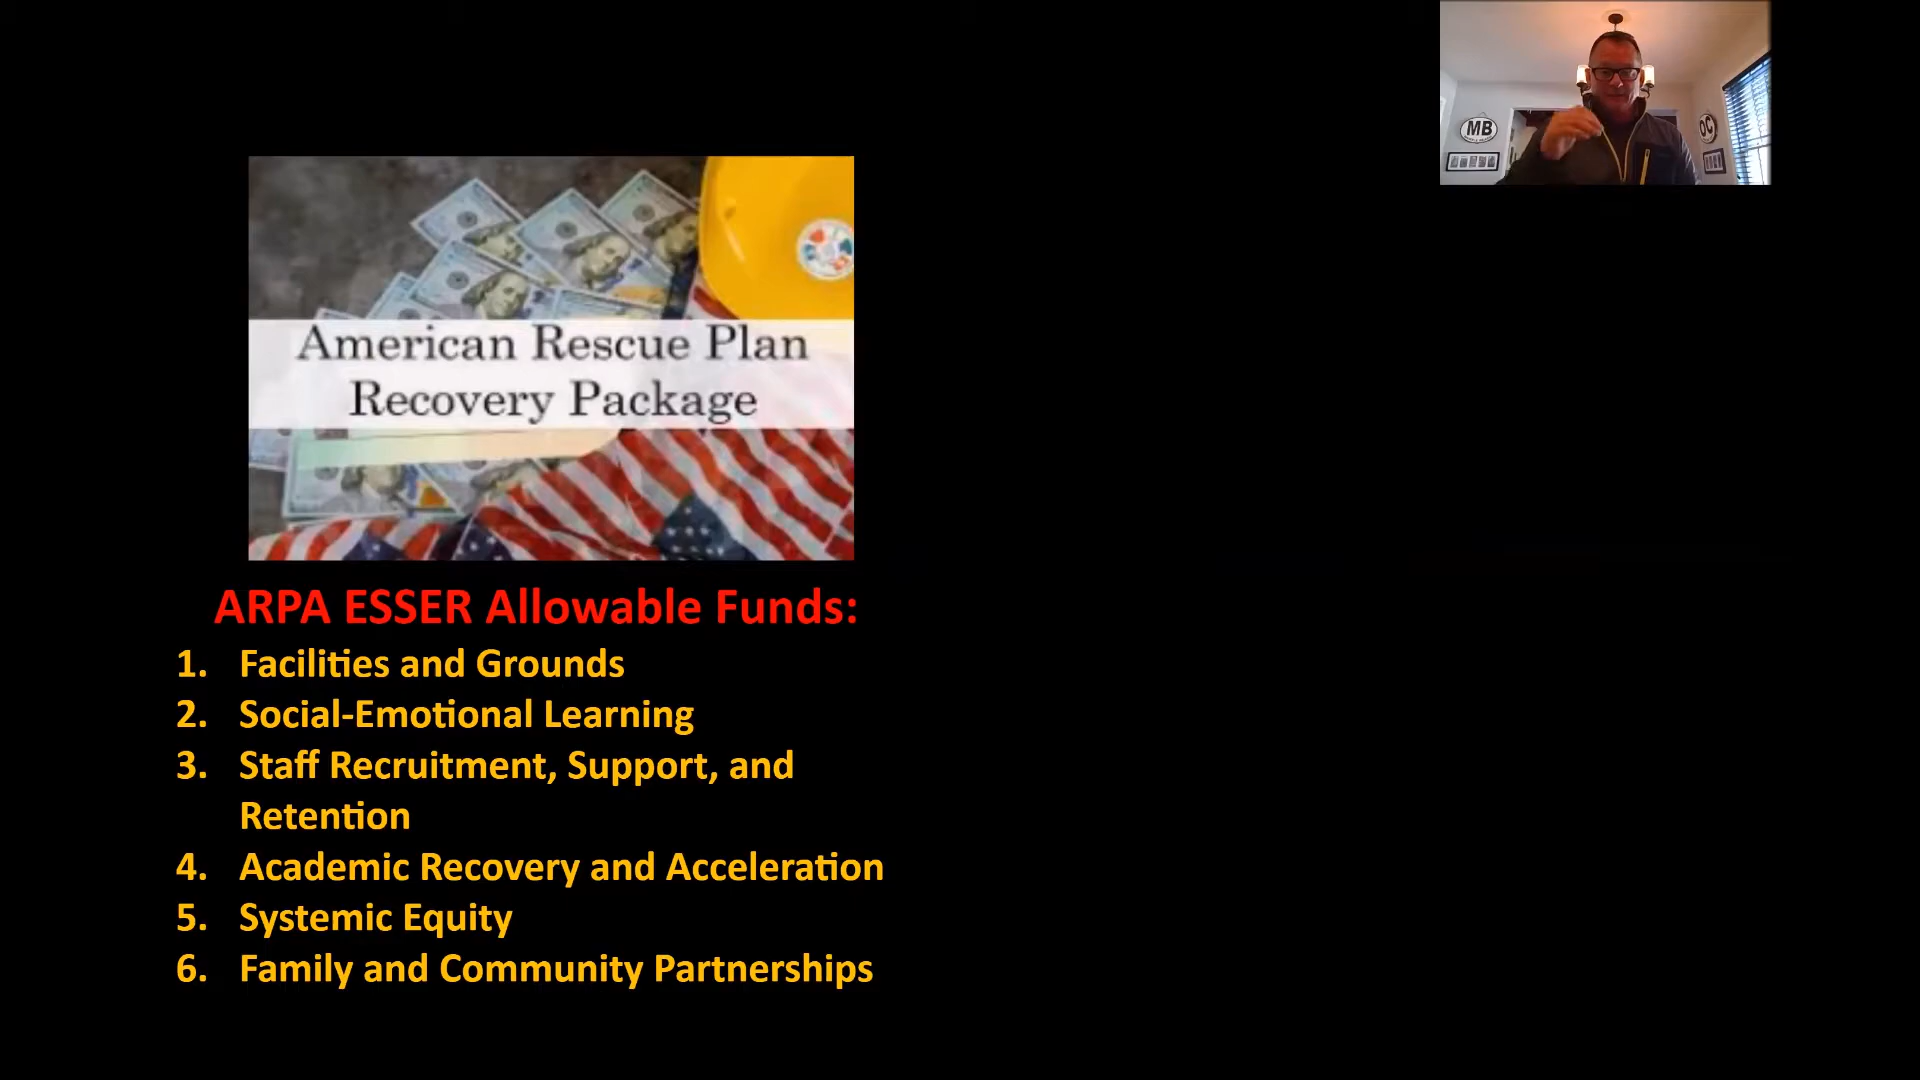 MB
OC
American Rescue Plan
Recovery Package
ARPA ESSER Allowable Funds:
1. Facilities and Grounds
2. Social-Emotional Learning
3. Staff Recruitment, Support, and
Retention
4. Academic Recovery and Acceleration
5. Systemic Equity
6. Family and Community Partnerships